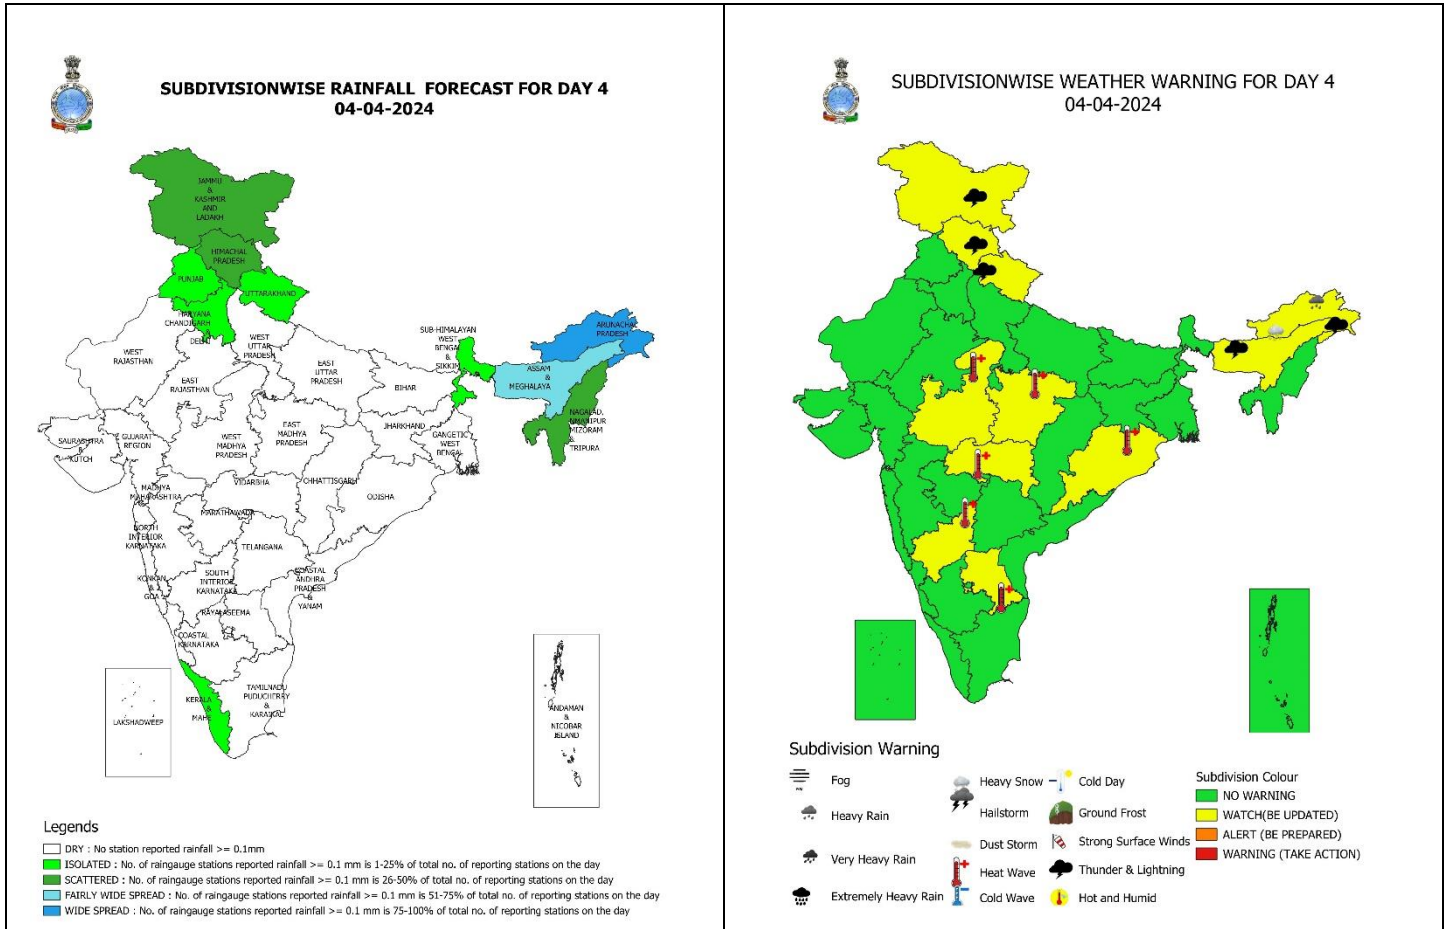 SUBDIVISIONWISE RAINFALL FORECAST FOR DAY 4
04-04-2024
JAMMU
&
KASHMIR
AND
LADAKH
HIMACHAL
PRADESH
PUNJAB
UTTARAKHAND
HARYANA
CHANDIGARH
&
DELHI
WEST
UTTAR
PRADESH
WEST
RAJASTHAN
EAST
RAJASTHAN
EAST
UTTAR
PRADESH
BIHAR
SUB-HIMALAYAN
WEST
BENGAL
&
SIKKIM
ARUNACHAL
PRADESH
ASSAM
&
MEGHALAYA
NAGALAD,
MANIPUR
MIZORAM
&
TRIPURA
SAURASHTRA
&
KUTCH
GUJARAT
REGION
WEST
MADHYA
PRADESH
EAST
MADHYA
PRADESH
JHARKHAND
GANGETIC
WEST
BENGAL
MADHYA
MAHARASHTRA
VIDARBHA
CHHATTISGARH
ODISHA
MARATHAWADA
NORTH
INTERIOR
KARNATAKA
TELANGANA
KONKAN
&
GOA
SOUTH
INTERIOR
KARNATAKA
COASTAL
ANDHRA
PRADESH
&
YANAM
RAYALASEEMA
COASTAL
KARNATAKA
KERALA
&
MAHE
TAMILNADU
PUDUCHERRY
&
KARAIKAL
LAKSHADWEEP
ANDAMAN
&
NICOBAR
ISLAND
Legends
DRY : No station reported rainfall >= 0.1mm
ISOLATED : No. of raingauge stations reported rainfall >= 0.1 mm is 1-25% of total no. of reporting stations on the day
SCATTERED : No. of raingauge stations reported rainfall >= 0.1 mm is 26-50% of total no. of reporting stations on the day
FAIRLY WIDE SPREAD : No. of raingauge stations reported rainfall >= 0.1 mm is 51-75% of total no. of reporting stations on the day
WIDE SPREAD : No. of raingauge stations reported rainfall >= 0.1 mm is 75-100% of total no. of reporting stations on the day
SUBDIVISIONWISE WEATHER WARNING FOR DAY 4
04-04-2024
Subdivision Warning
Fog
Heavy Rain
Very Heavy Rain
Extremely Heavy Rain
Heavy Snow
Hailstorm
Dust Storm
Heat Wave
Cold Wave
Cold Day
Ground Frost
Strong Surface Winds
Thunder & Lightning
Hot and Humid
Subdivision Colour
NO WARNING
WATCH(BE UPDATED)
ALERT (BE PREPARED)
WARNING (TAKE ACTION)